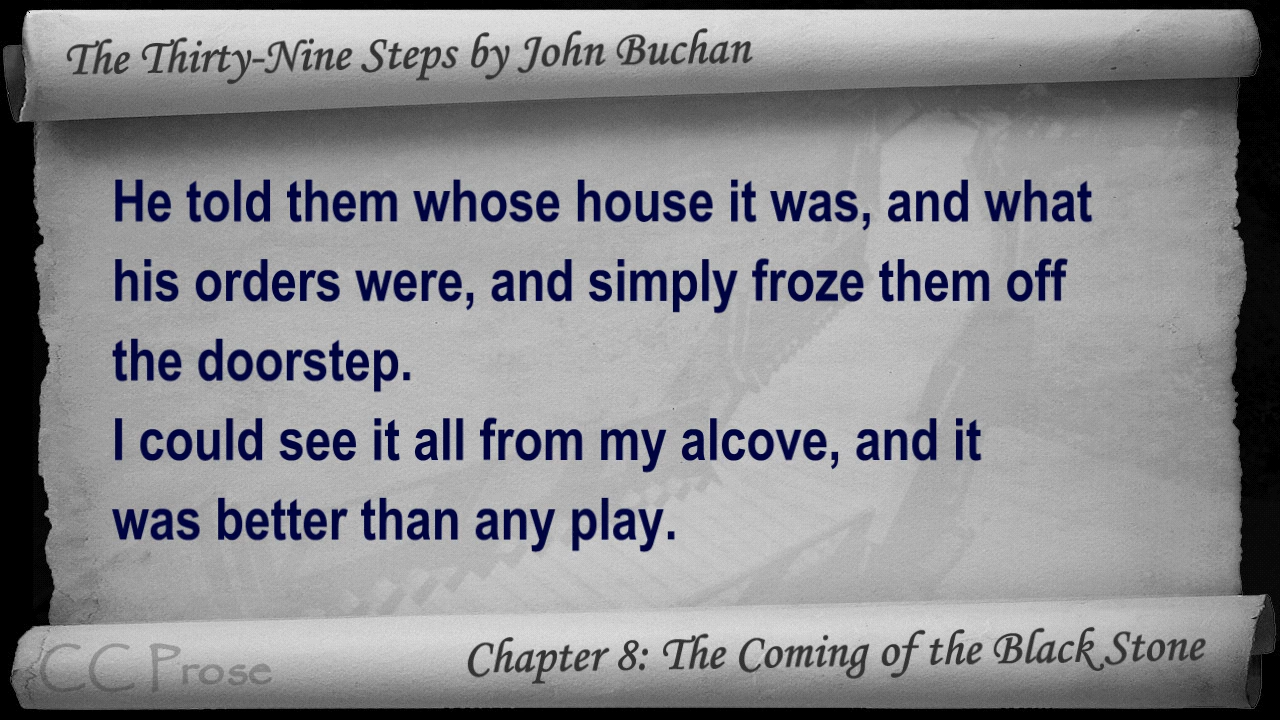 The Thirty-Nine Steps by John Buchan
He told them whose house it was, and what
his orders were, and simply froze them off
the doorstep.
I could see it all from my alcove, and it
was better than any play.
CC Prose
Chapter 8: The Coming of the Black Stone